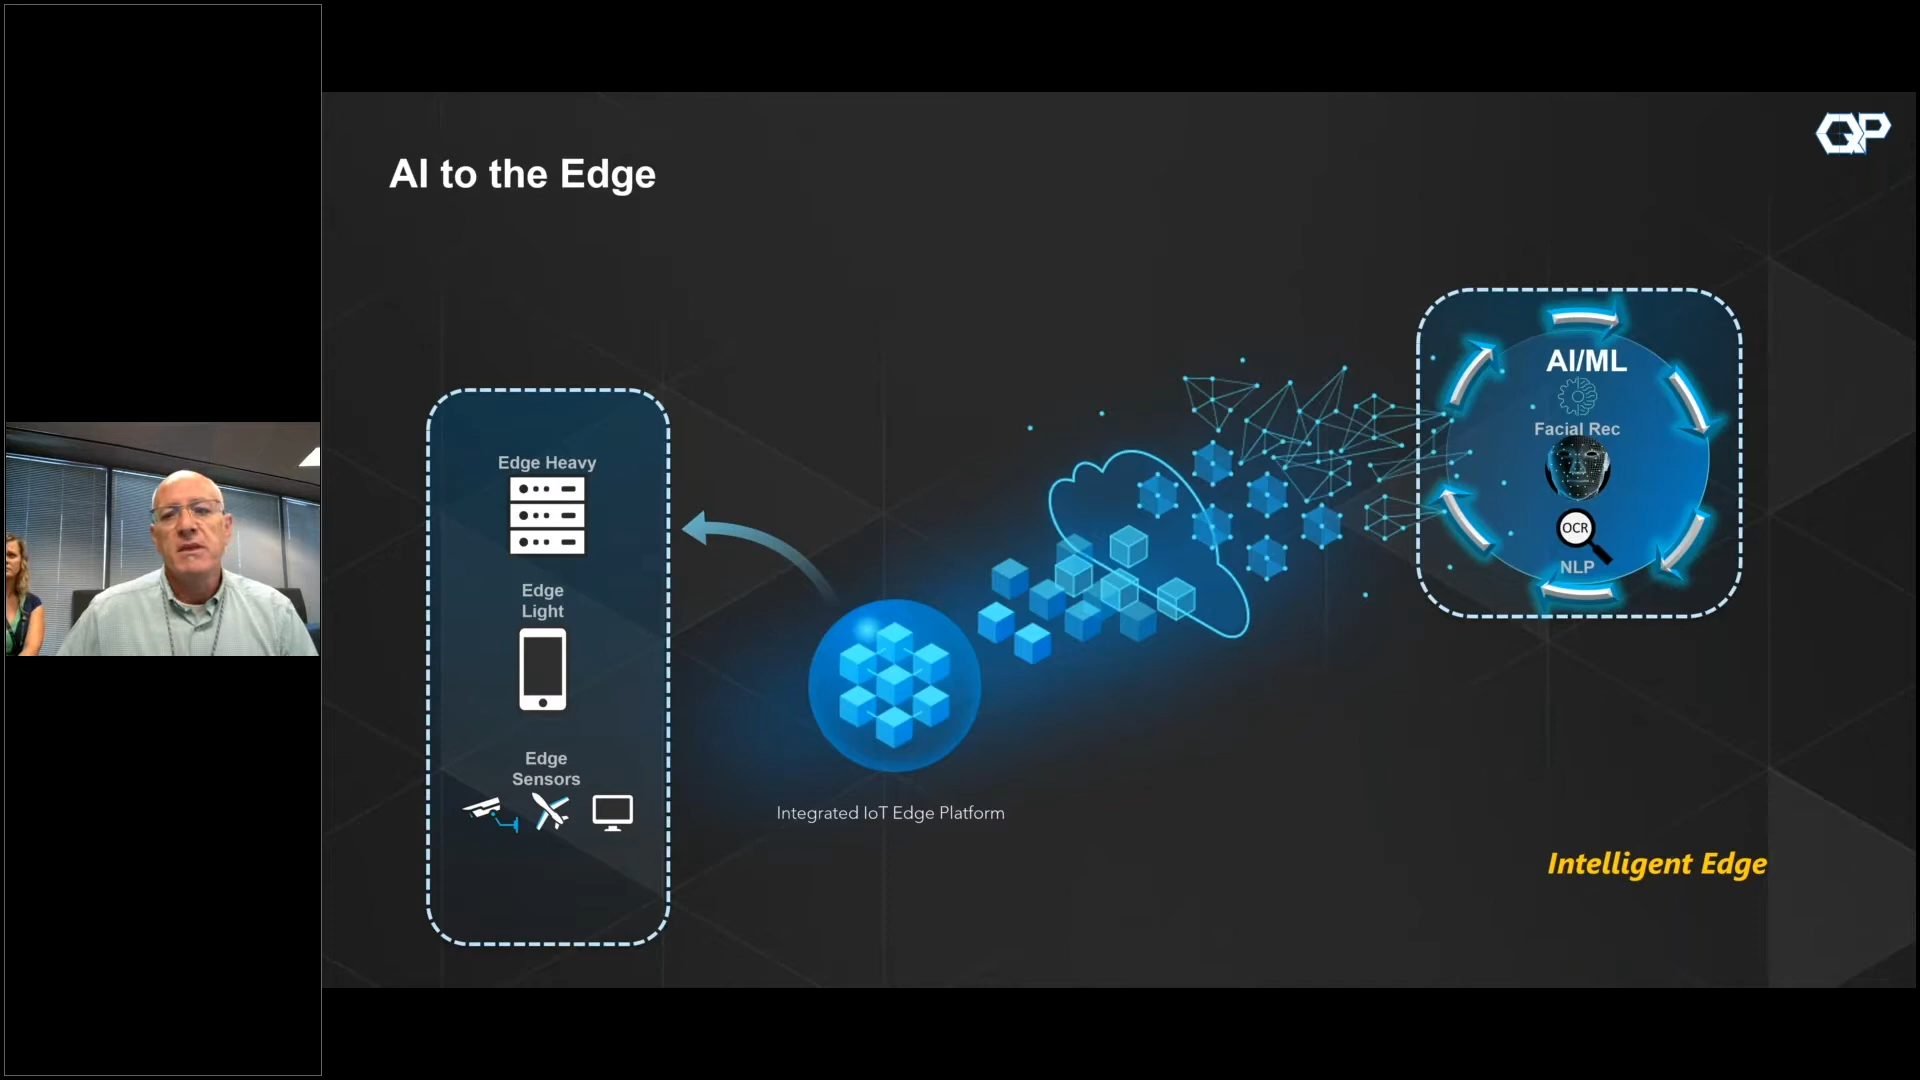 QP
AI to the Edge
Edge Heavy
Edge
Light
Edge
Sensors
Integrated IoT Edge Platform
AI/ML
Facial Rec
OCR
NLP
Intelligent Edge